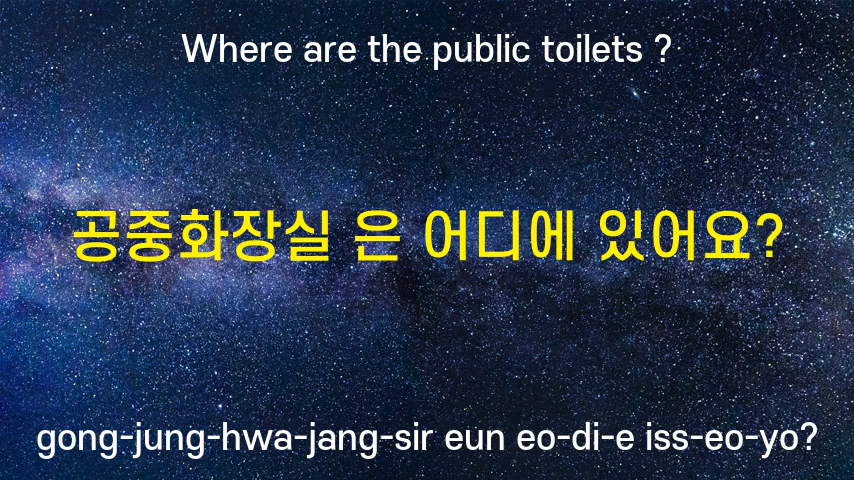 Where are the public toilets ?
공중화장실 은 어디에 있어요?
gong-jung-hwa-jang-sir eun eo-di-e iss-eo-yo?